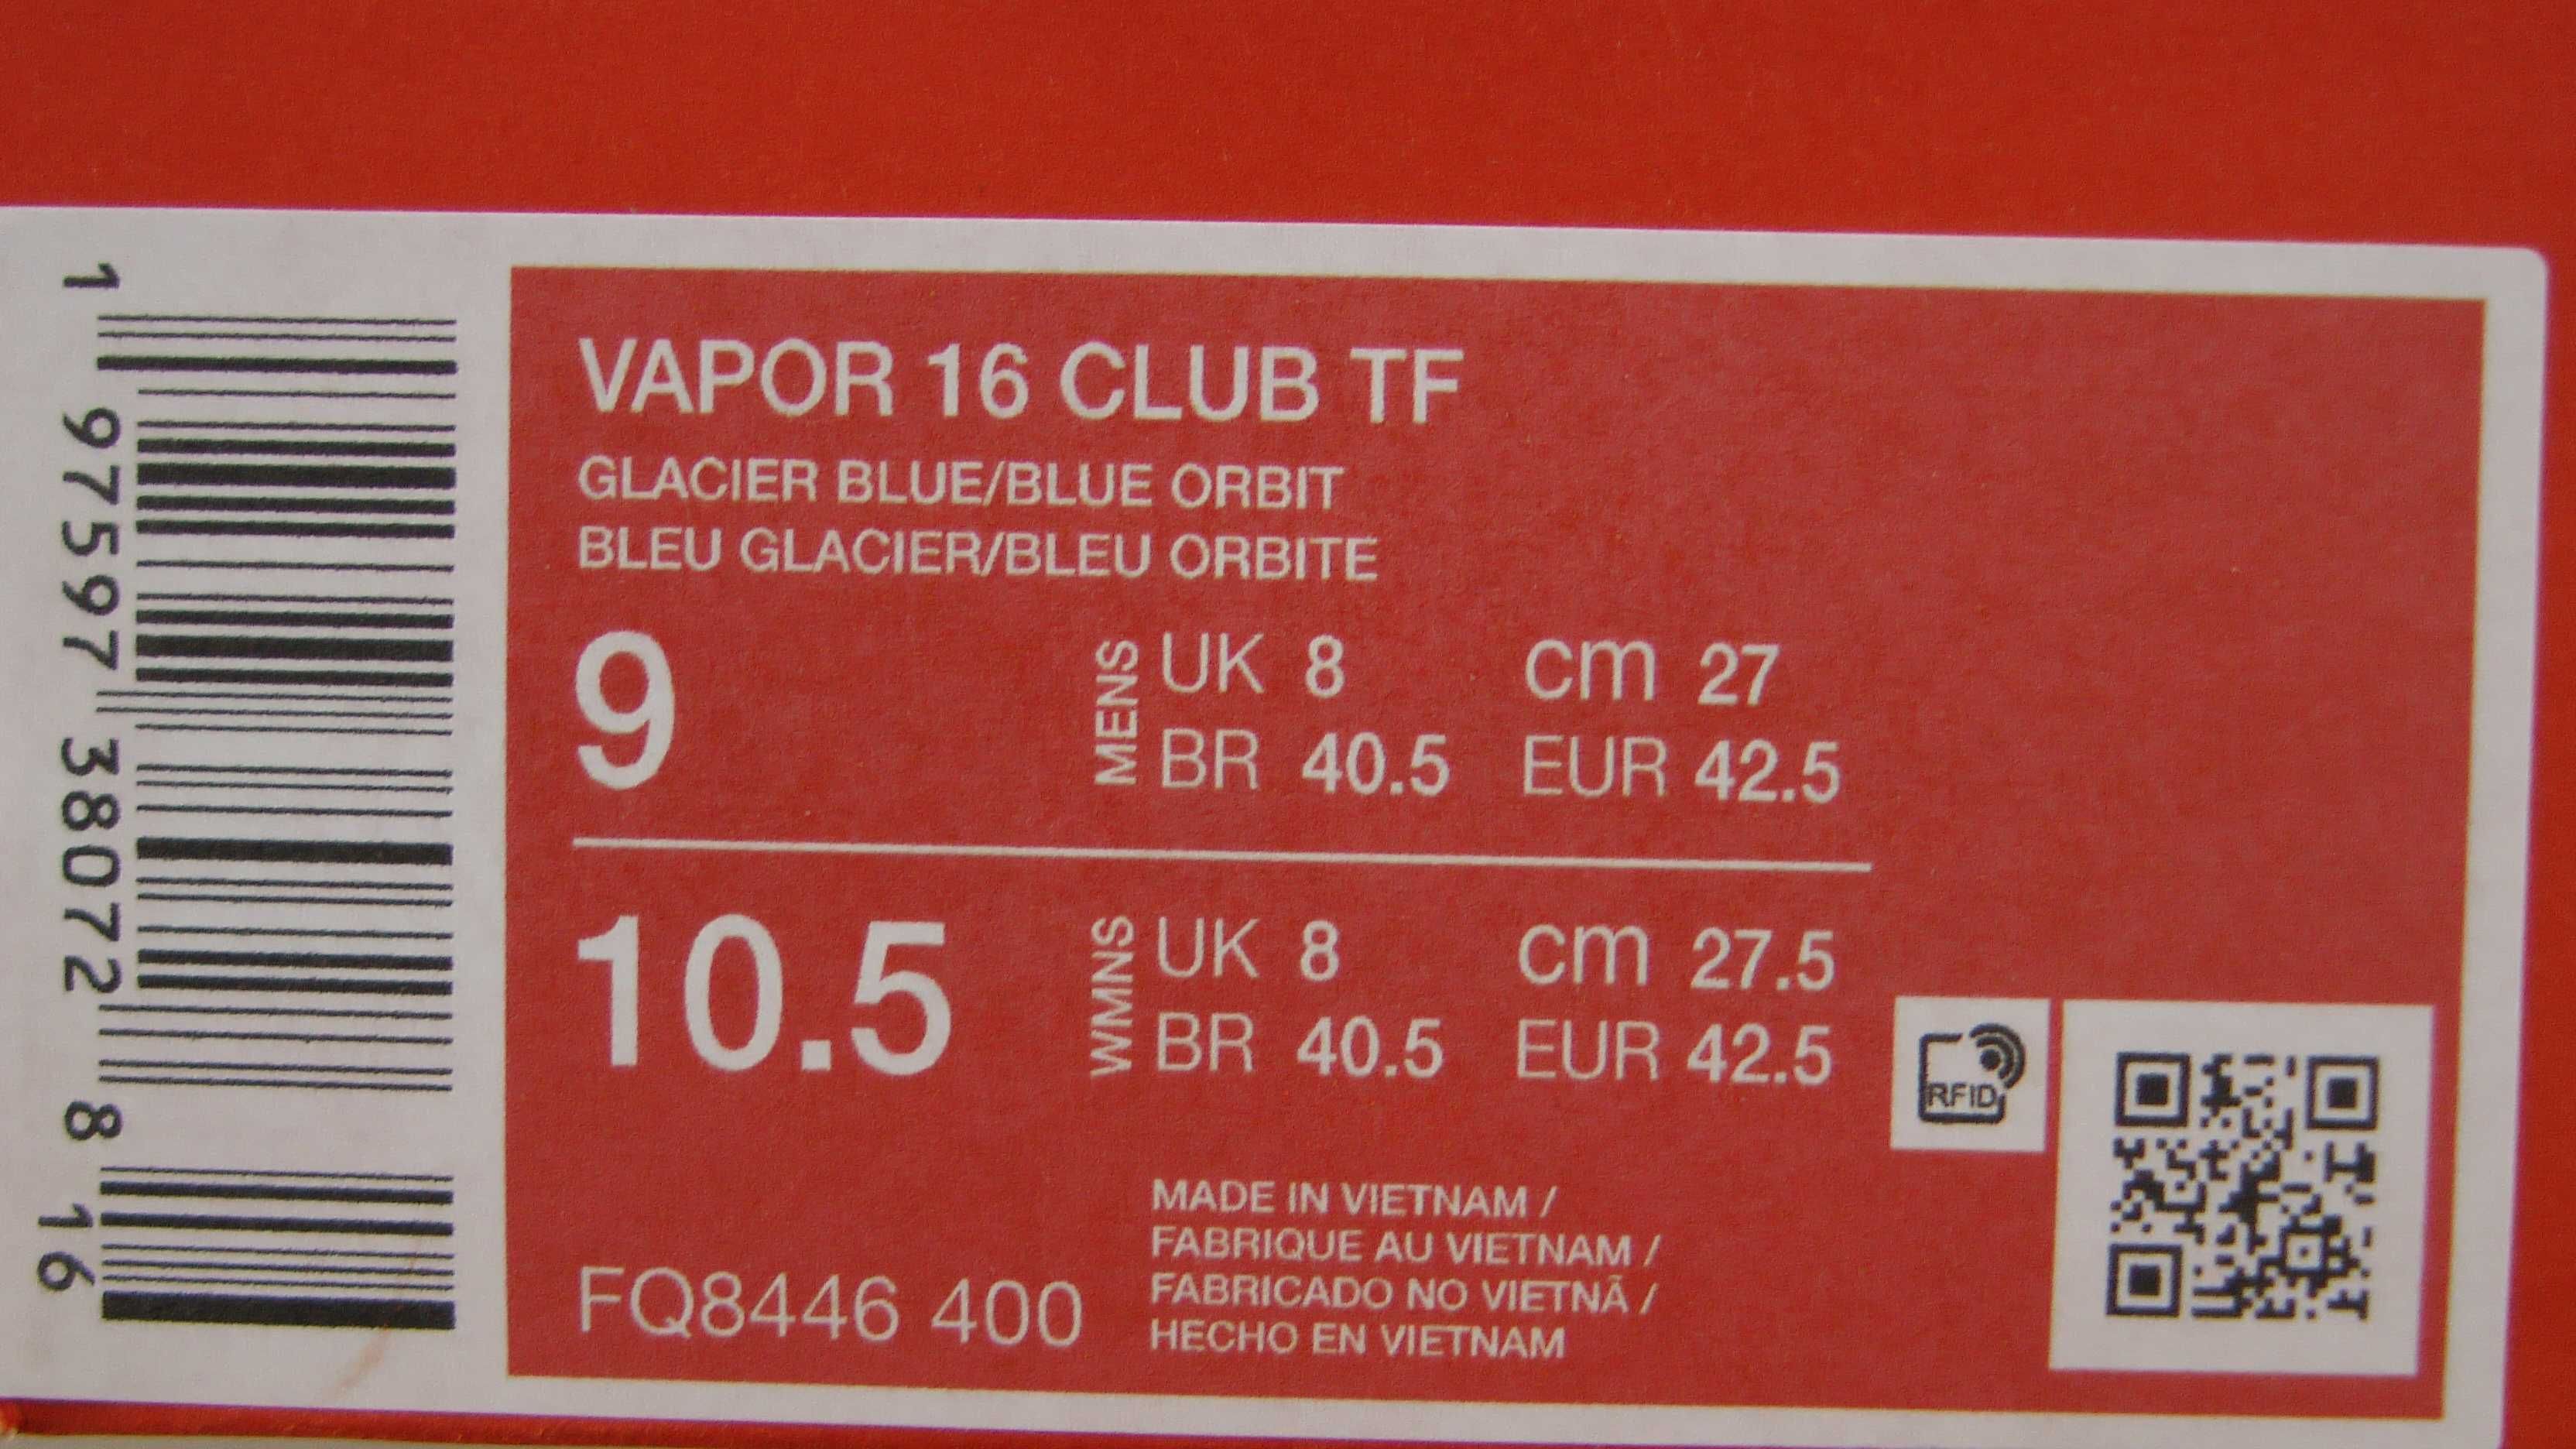 1 97597 38072 8 16
VAPOR 16 CLUB TF
GLACIER BLUE/BLUE ORBIT
BLEU GLACIER/BLEU ORBITE
9
MENS
UK 8 cm 27
BR 40.5 EUR 42.5
10.5
WMNS
UK 8 cm 27.5
BR 40.5 EUR 42.5
RFID
MADE IN VIETNAM /
FABRIQUE AU VIETNAM /
FABRICADO NO VIETNÃ /
HECHO EN VIETNAM
FQ8446 400